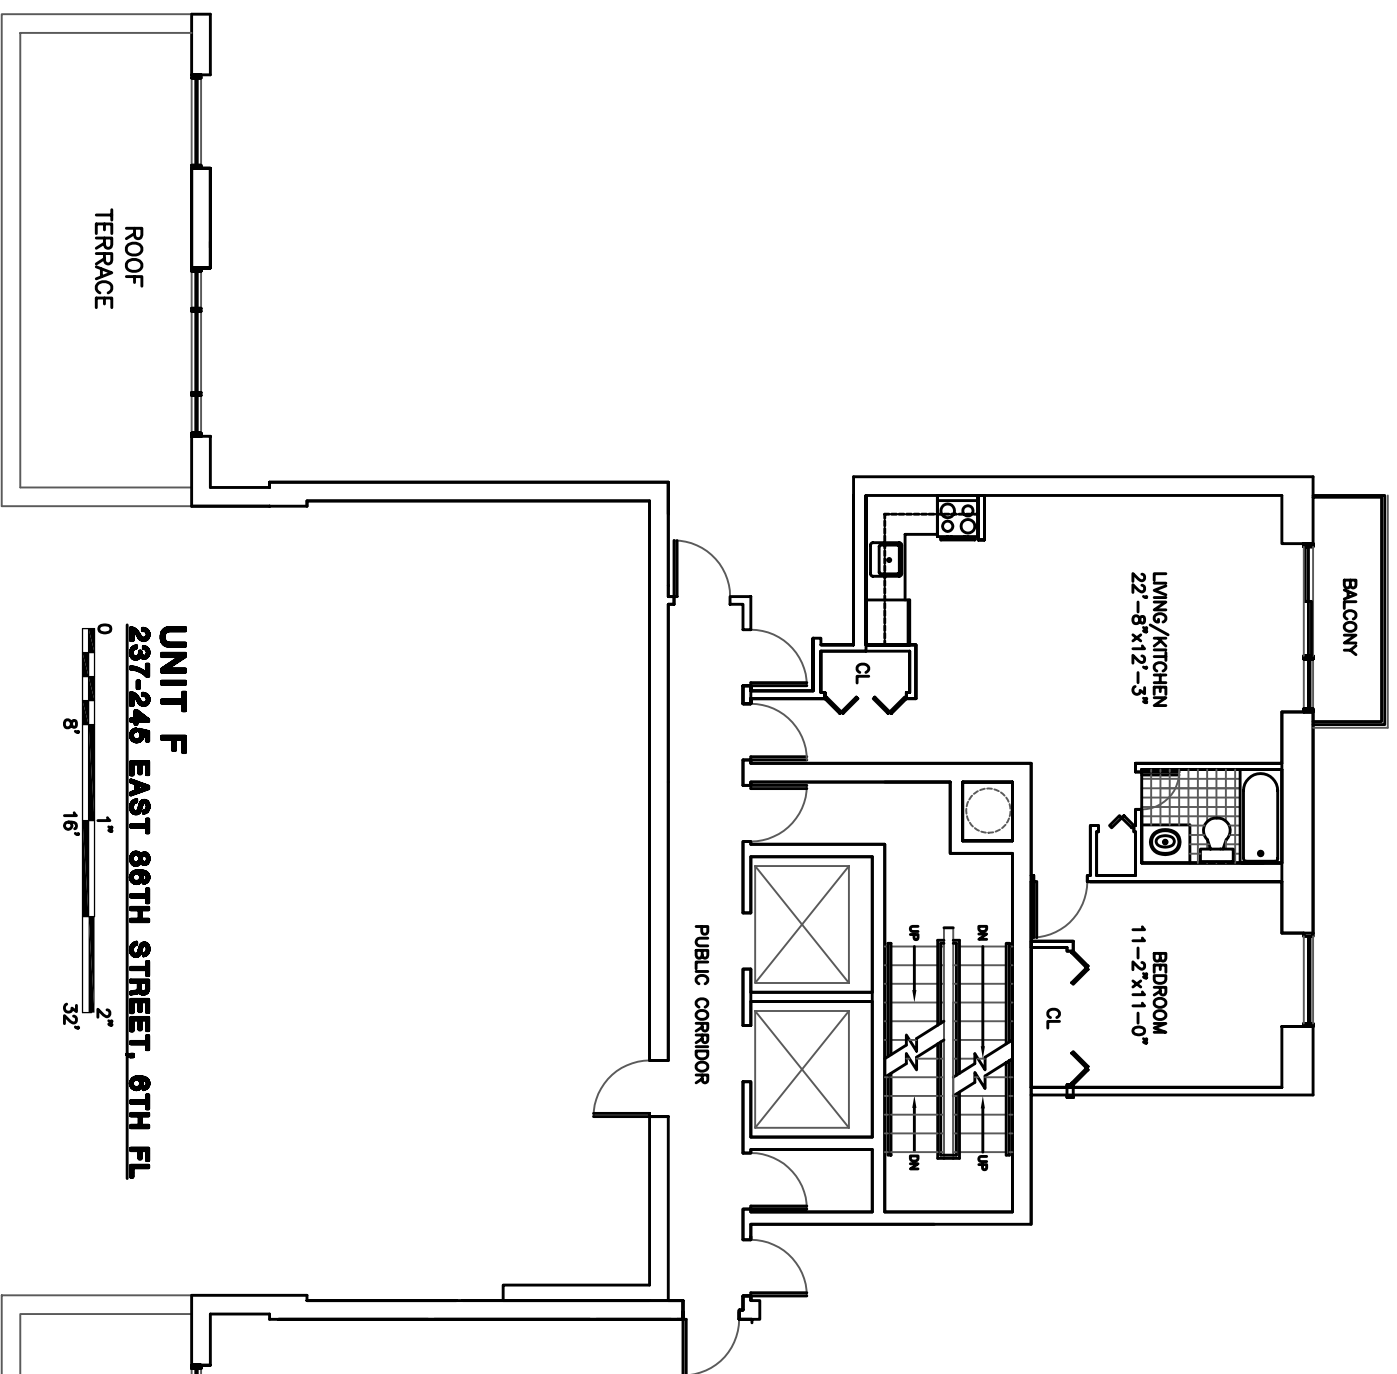 BALCONY
LIVING/KITCHEN
22'-8"x12'-3"
BEDROOM
11-2"x11-0"
CL
CL
DN
UP
UP
DN
PUBLIC CORRIDOR
ROOF
TERRACE
UNIT F
237-245 EAST 86TH STREET, 6TH FL
0 1" 2"
8' 16' 32'